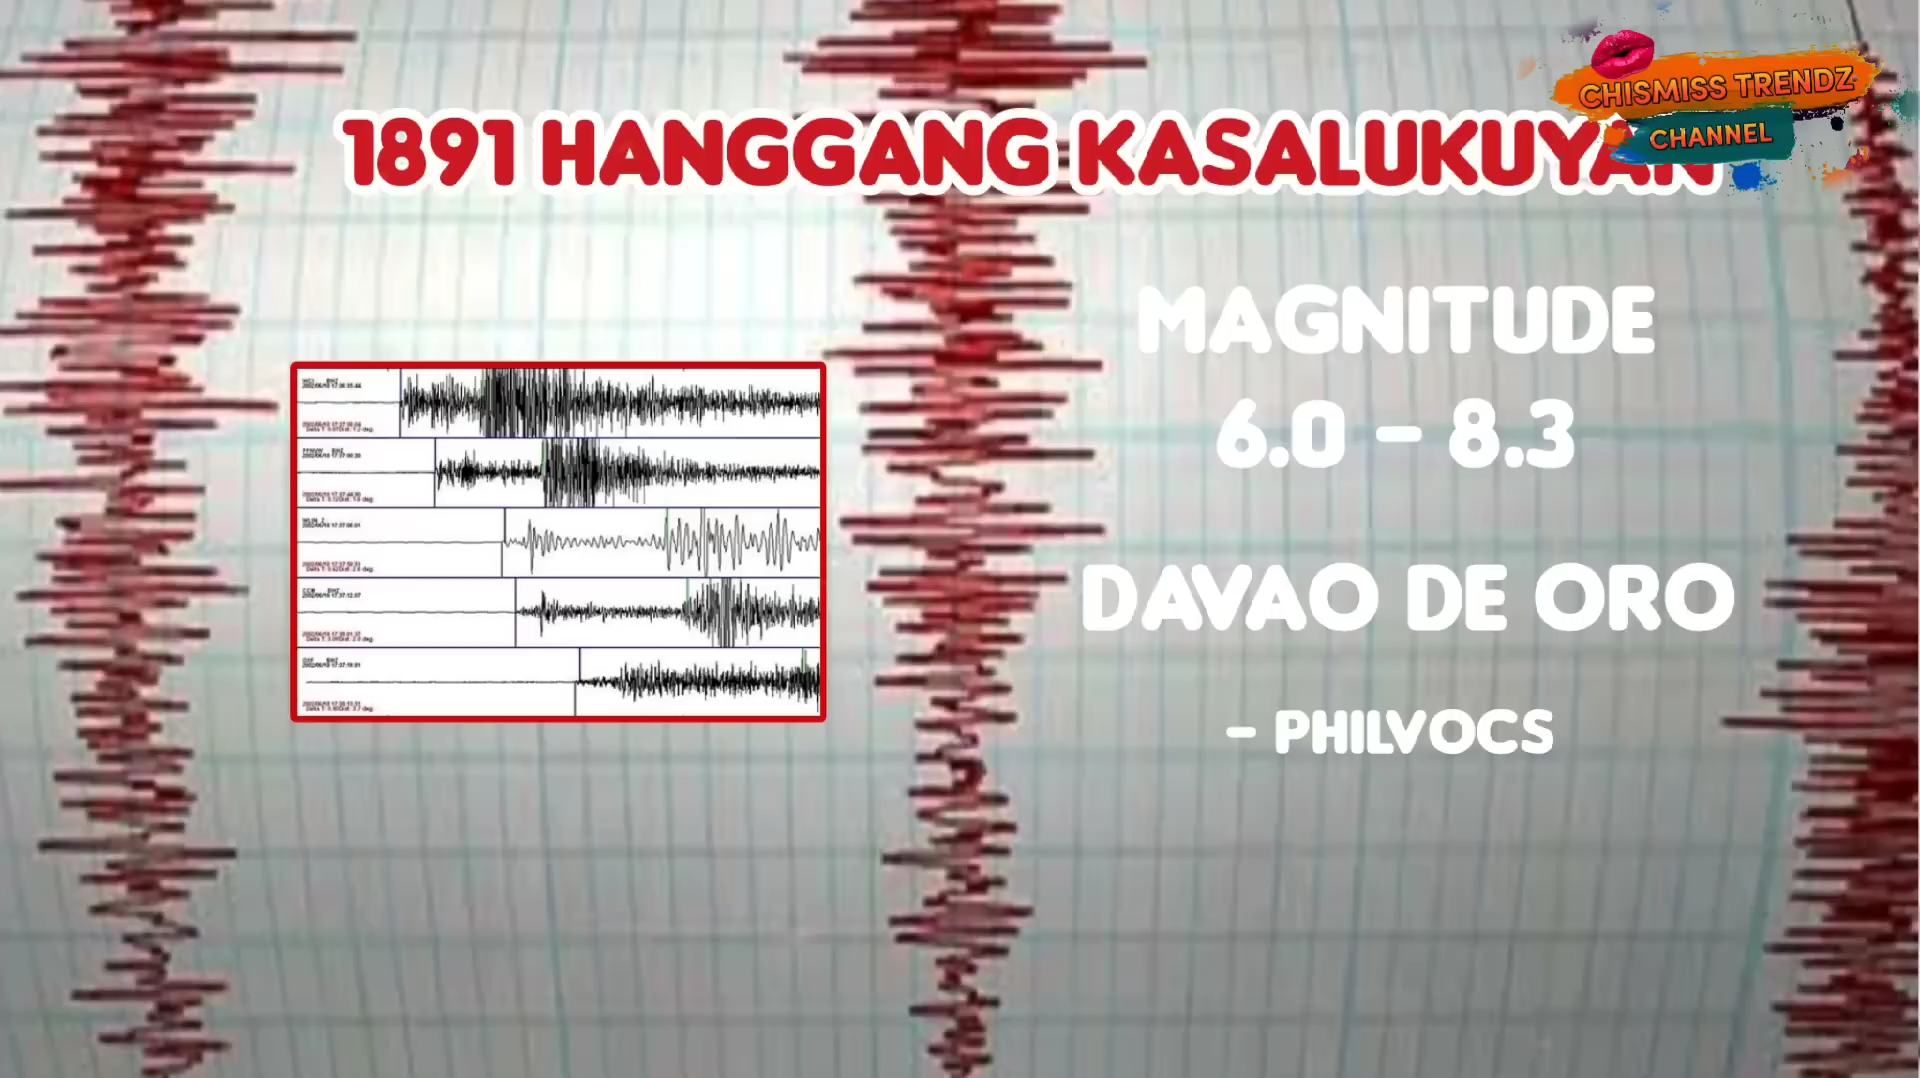 CHISMISS TRENDZ
CHANNEL
1891 HANGGANG KASALUKUYAN
MAGNITUDE
6.0 - 8.3
DAVAO DE ORO
- PHILVOCS